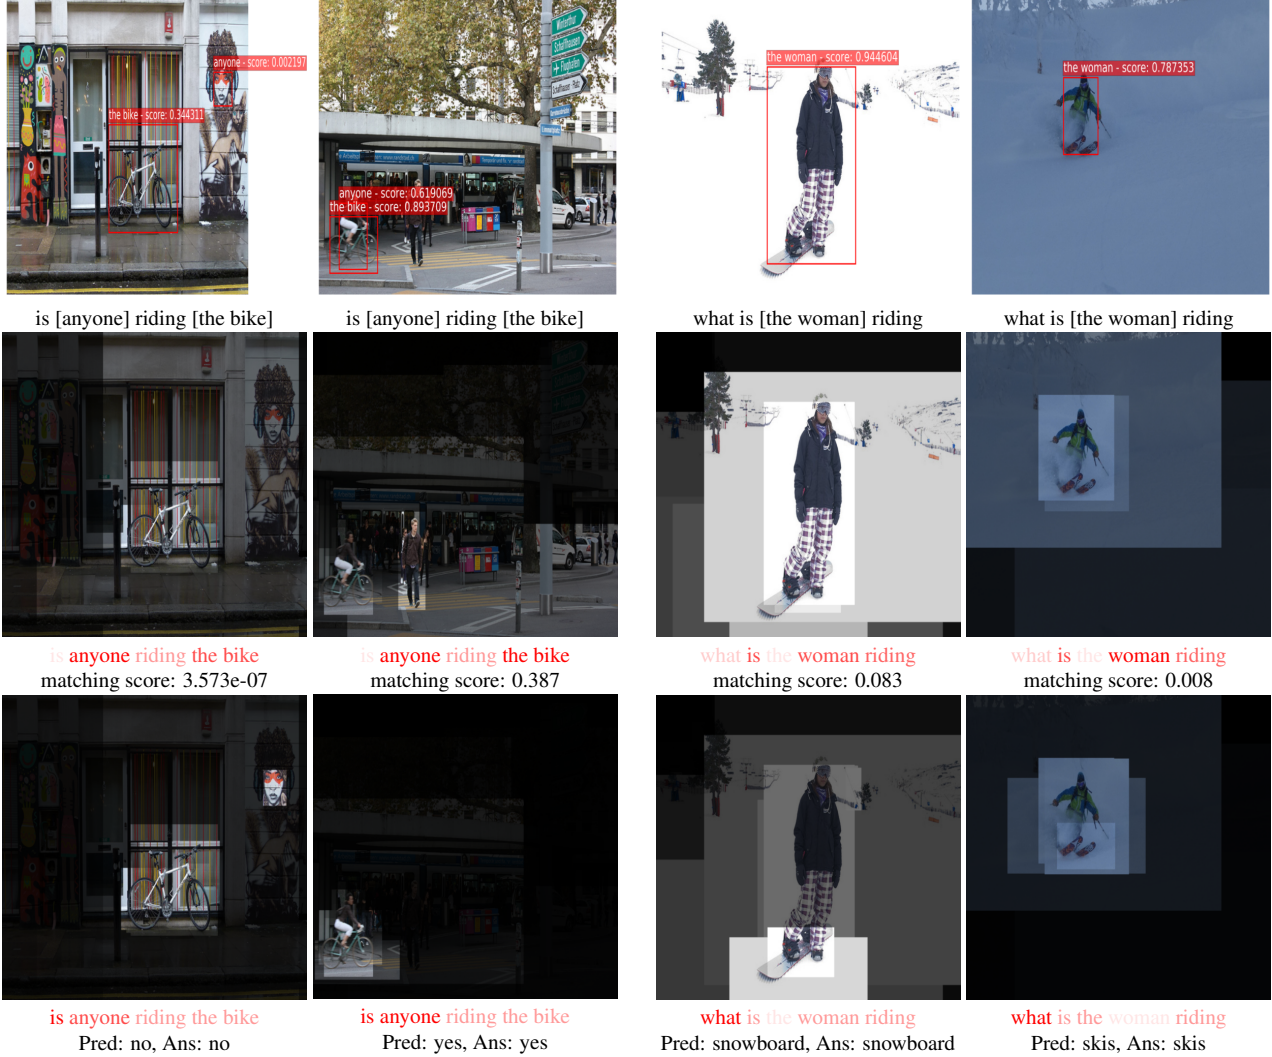 anyone - score: 0.002197
the bike - score: 0.344311
Winterthur
Schaffhausen
Flughafen
anyone - score: 0.619069
the bike - score: 0.893709
the woman - score: 0.944604
the woman - score: 0.787353
is [anyone] riding [the bike]
is [anyone] riding [the bike]
what is [the woman] riding
what is [the woman] riding
is anyone riding the bike
matching score: 3.573e-07
is anyone riding the bike
matching score: 0.387
what is the woman riding
matching score: 0.083
what is the woman riding
matching score: 0.008
is anyone riding the bike
Pred: no, Ans: no
is anyone riding the bike
Pred: yes, Ans: yes
what is the woman riding
Pred: snowboard, Ans: snowboard
what is the woman riding
Pred: skis, Ans: skis